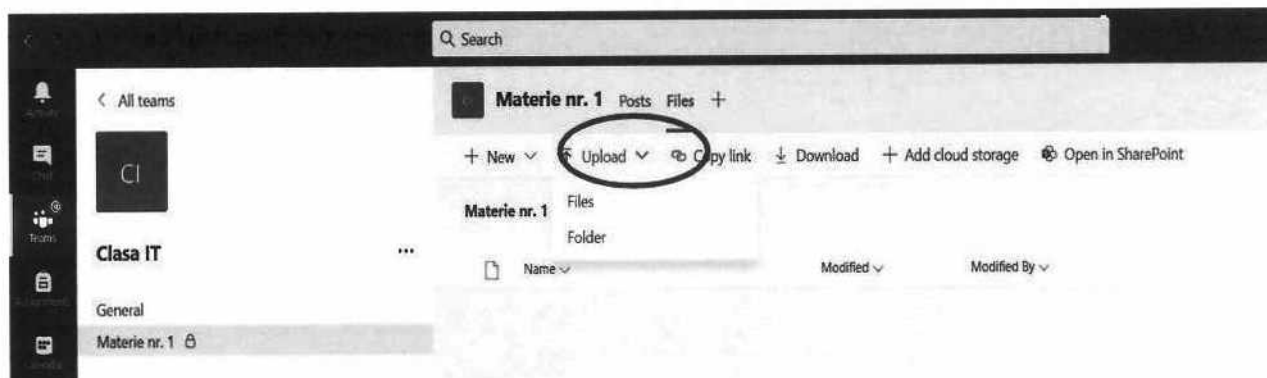 Search
< All teams
Materie nr. 1 Posts Files +
+ New Upload Copy link Download + Add cloud storage Open in SharePoint
CI
Files
Materie nr. 1
Folder
Teams
Clasa IT ...
Name Modified Modified By
General
Materie nr. 1